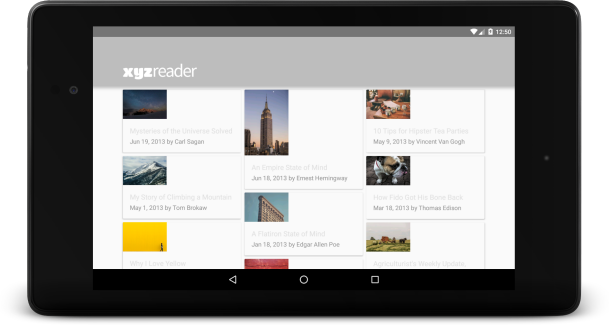 12:50
xyzreader
Mysteries of the Universe Solved
Jun 19, 2013 by Carl Sagan
An Empire State of Mind
Jun 18, 2013 by Ernest Hemingway
10 Tips for Hipster Tea Parties
May 9, 2013 by Vincent Van Gogh
My Story of Climbing a Mountain
May 1, 2013 by Tom Brokaw
A Flatiron State of Mind
Jan 18, 2013 by Edgar Allen Poe
How Fido Got His Bone Back
Mar 18, 2013 by Thomas Edison
Why I Love Yellow
Agriculturist's Weekly Update